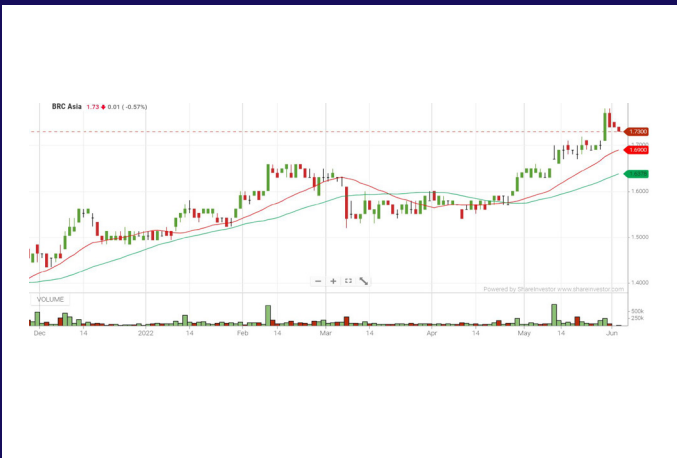 BRC Asia 1.73 0.01 ( -0.57%)
1.7300
1.7000
1.6900
1.6000
1.5000
1.4000
Powered by ShareInvestor www.shareinvestor.com
VOLUME
500k
250k
Dec 14 2022 14 Feb 14 Mar 14 Apr 14 May 14 Jun